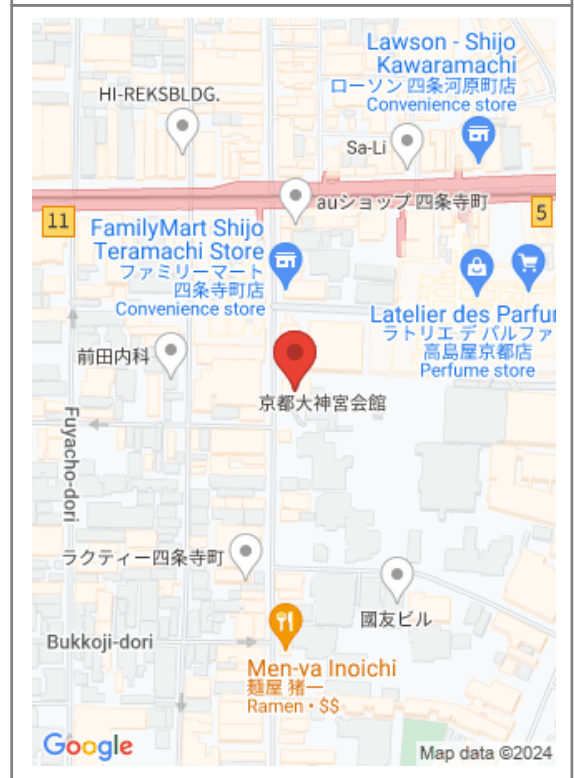 Lawson - Shijo
Kawaramachi
ローソン 四条河原町店
Convenience store
HI-REKSBLDG.
Sa-Li
auショップ 四条寺町
11
5
FamilyMart Shijo
Teramachi Store
ファミリーマート
四条寺町店
Convenience store
Latelier des Parfu
ラトリエ デ パルファ
高島屋京都店
Perfume store
前田内科
京都大神宮会館
Fuyacho-dori
ラクティー四条寺町
國友ビル
Bukkoji-dori
Men-ya Inoichi
麺屋 猪一
Ramen • $$
Google
Map data ©2024